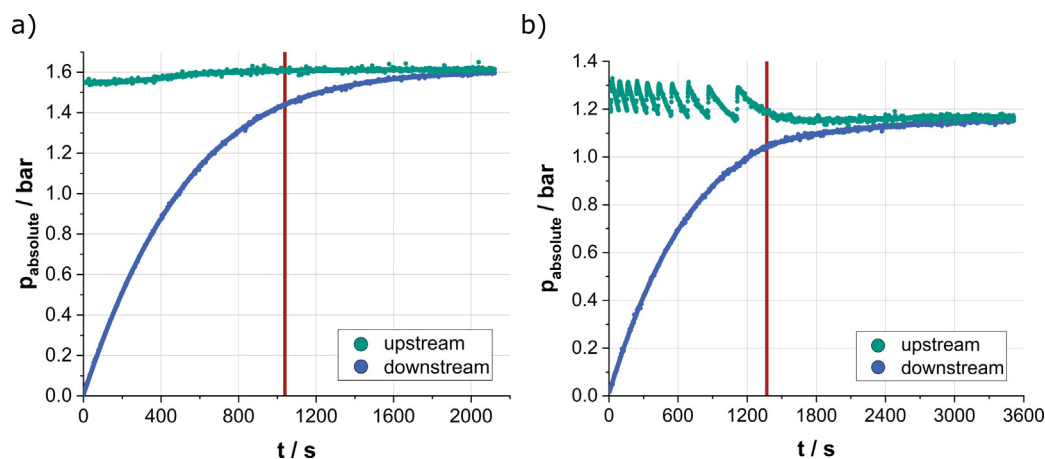 a)
b)
1.6
1.4
1.2
1.0
0.8
0.6
0.4
0.2
0.0
p_absolute / bar
0 400 800 1200 1600 2000
t / s
upstream
downstream
1.4
1.2
1.0
0.8
0.6
0.4
0.2
0.0
p_absolute / bar
0 600 1200 1800 2400 3000 3600
t / s
upstream
downstream